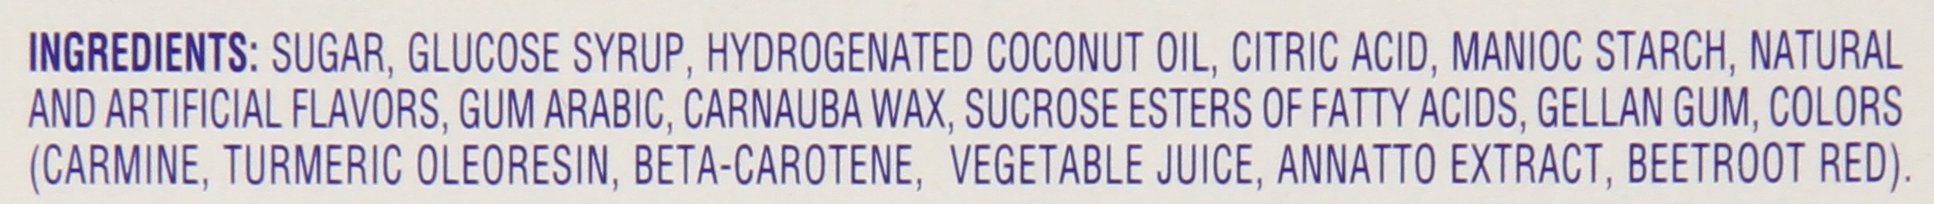 INGREDIENTS: SUGAR, GLUCOSE SYRUP, HYDROGENATED COCONUT OIL, CITRIC ACID, MANIOC STARCH, NATURAL
AND ARTIFICIAL FLAVORS, GUM ARABIC, CARNAUBA WAX, SUCROSE ESTERS OF FATTY ACIDS, GELLAN GUM, COLORS
(CARMINE, TURMERIC OLEORESIN, BETA-CAROTENE, VEGETABLE JUICE, ANNATTO EXTRACT, BEETROOT RED).